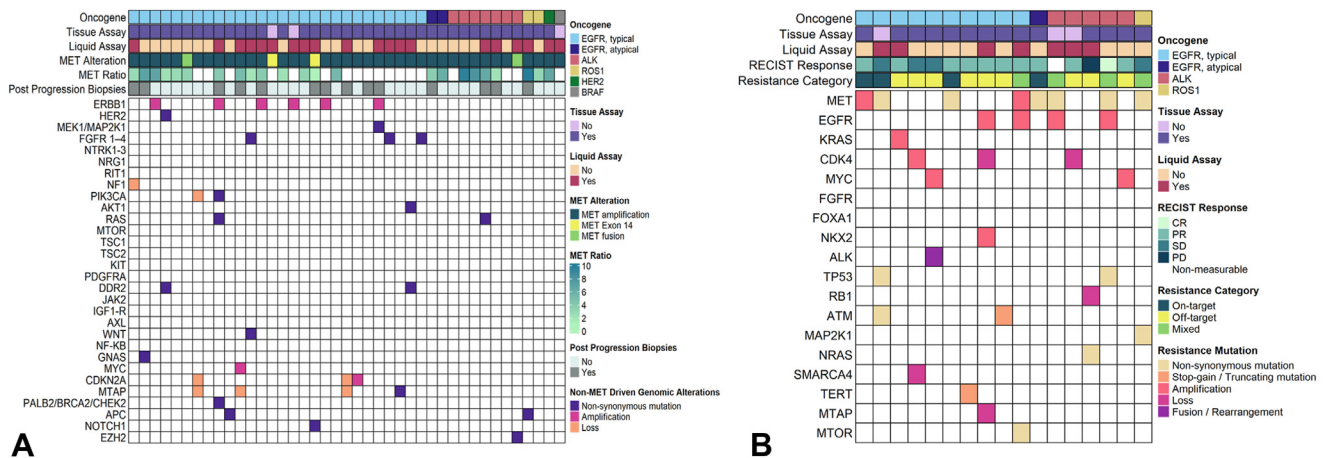 Oncogene
Tissue Assay
Liquid Assay
MET Alteration
MET Ratio
Post Progression Biopsies
ERBB1
HER2
MEK1/MAP2K1
FGFR 1–4
NTRK1-3
NRG1
RIT1
NF1
PIK3CA
AKT1
RAS
MTOR
TSC1
TSC2
KIT
PDGFRA
DDR2
JAK2
IGF1-R
AXL
WNT
NF-KB
GNAS
MYC
CDKN2A
MTAP
PALB2/BRCA2/CHEK2
APC
NOTCH1
EZH2
Oncogene
EGFR, typical
EGFR, atypical
ALK
ROS1
HER2
BRAF
Tissue Assay
No
Yes
Liquid Assay
No
Yes
MET Alteration
MET amplification
MET Exon 14
MET fusion
MET Ratio
10
8
6
4
2
0
Post Progression Biopsies
No
Yes
Non-MET Driven Genomic Alterations
Non-synonymous mutation
Amplification
Loss
A
Oncogene
Tissue Assay
Liquid Assay
RECIST Response
Resistance Category
MET
EGFR
KRAS
CDK4
MYC
FGFR
FOXA1
NKX2
ALK
TP53
RB1
ATM
MAP2K1
NRAS
SMARCA4
TERT
MTAP
MTOR
Oncogene
EGFR, typical
EGFR, atypical
ALK
ROS1
Tissue Assay
No
Yes
Liquid Assay
No
Yes
RECIST Response
CR
PR
SD
PD
Non-measurable
Resistance Category
On-target
Off-target
Mixed
Resistance Mutation
Non-synonymous mutation
Stop-gain / Truncating mutation
Amplification
Loss
Fusion / Rearrangement
B